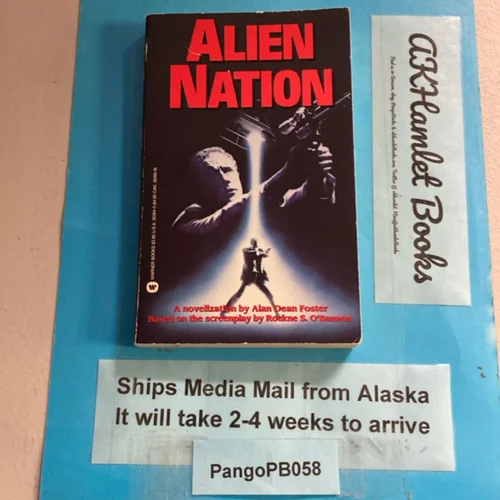 ALIEN
NATION
A novelization by Alan Dean Foster
Based on the screenplay by Rockne S. O'Bannon
AKHamlet Books
Ships Media Mail from Alaska
It will take 2-4 weeks to arrive
PangoPB058